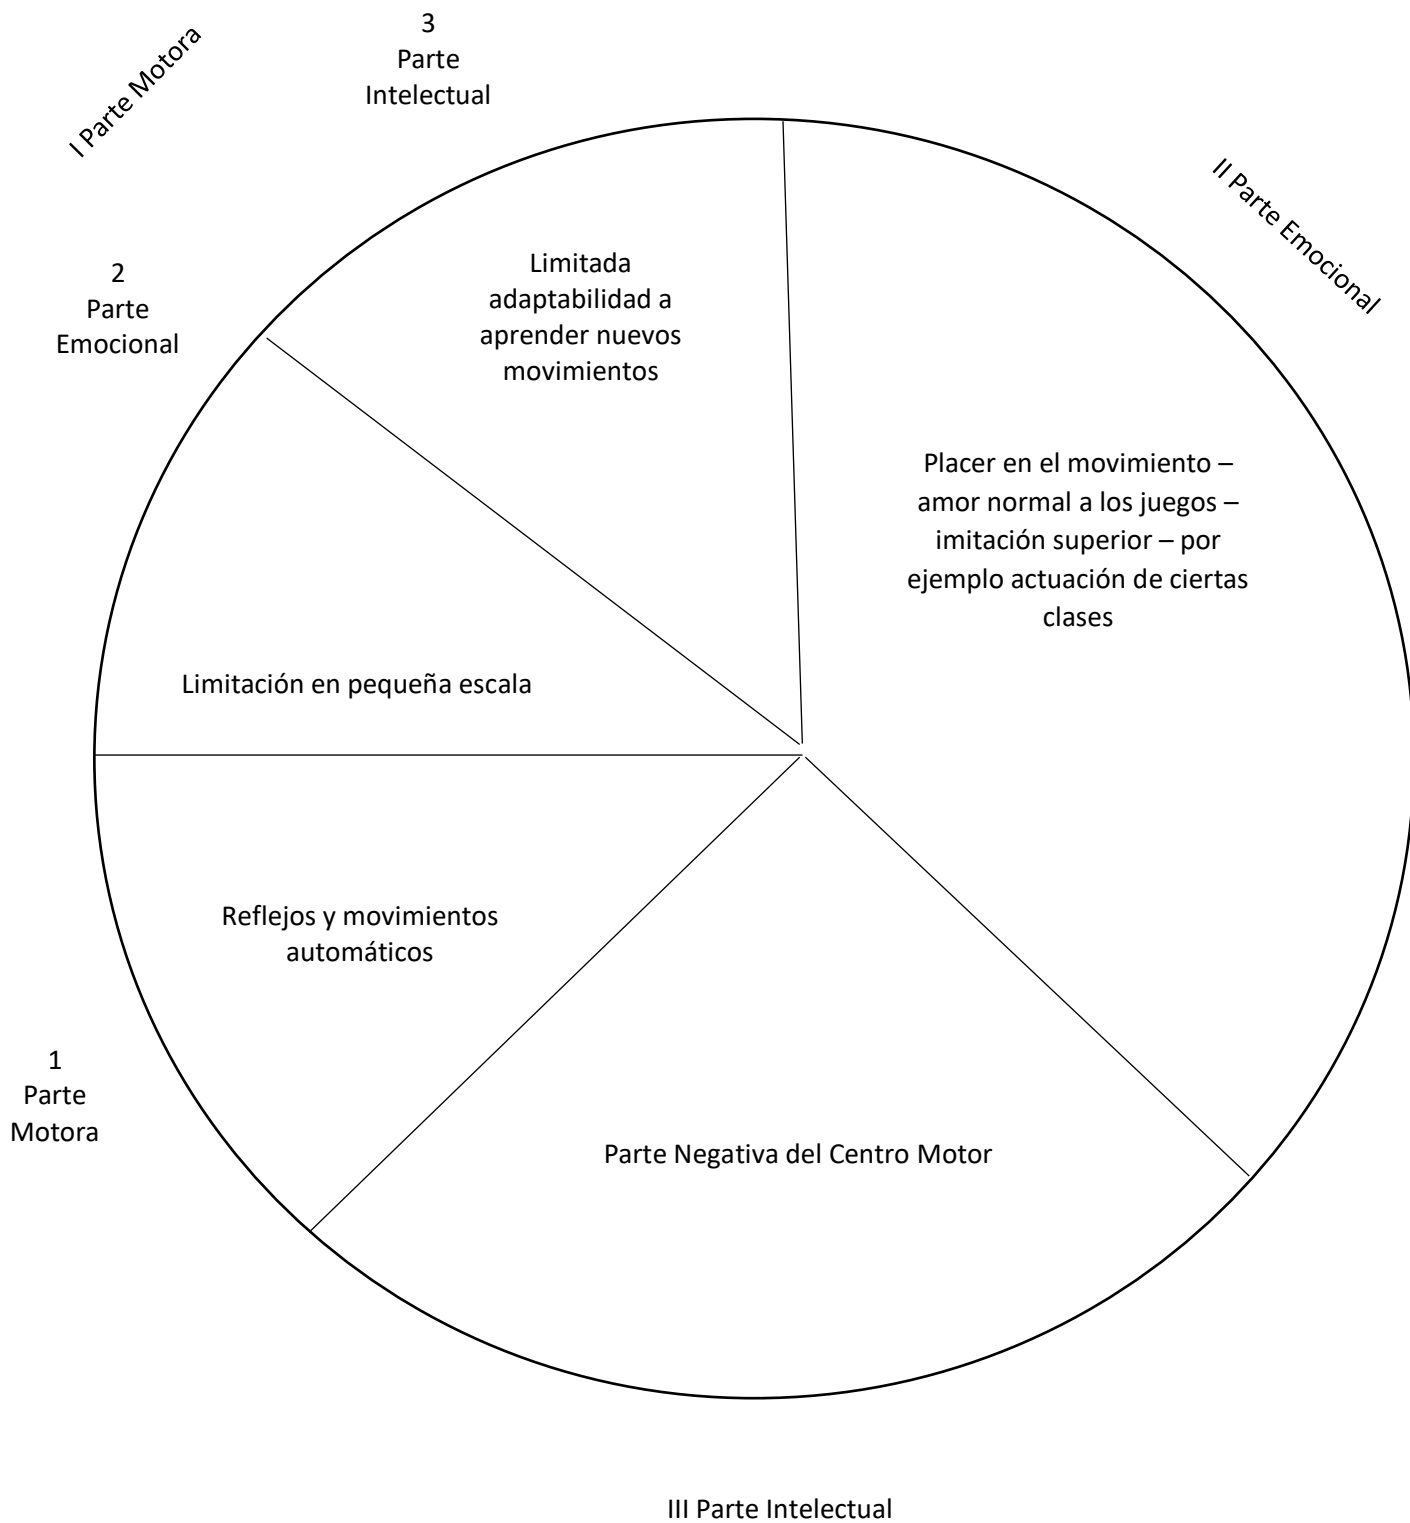 I Parte Motora
3
Parte
Intelectual
II Parte Emocional
2
Parte
Emocional
Limitada
adaptabilidad a
aprender nuevos
movimientos
Placer en el movimiento –
amor normal a los juegos –
imitación superior – por
ejemplo actuación de ciertas
clases
Limitación en pequeña escala
Reflejos y movimientos
automáticos
1
Parte
Motora
Parte Negativa del Centro Motor
III Parte Intelectual